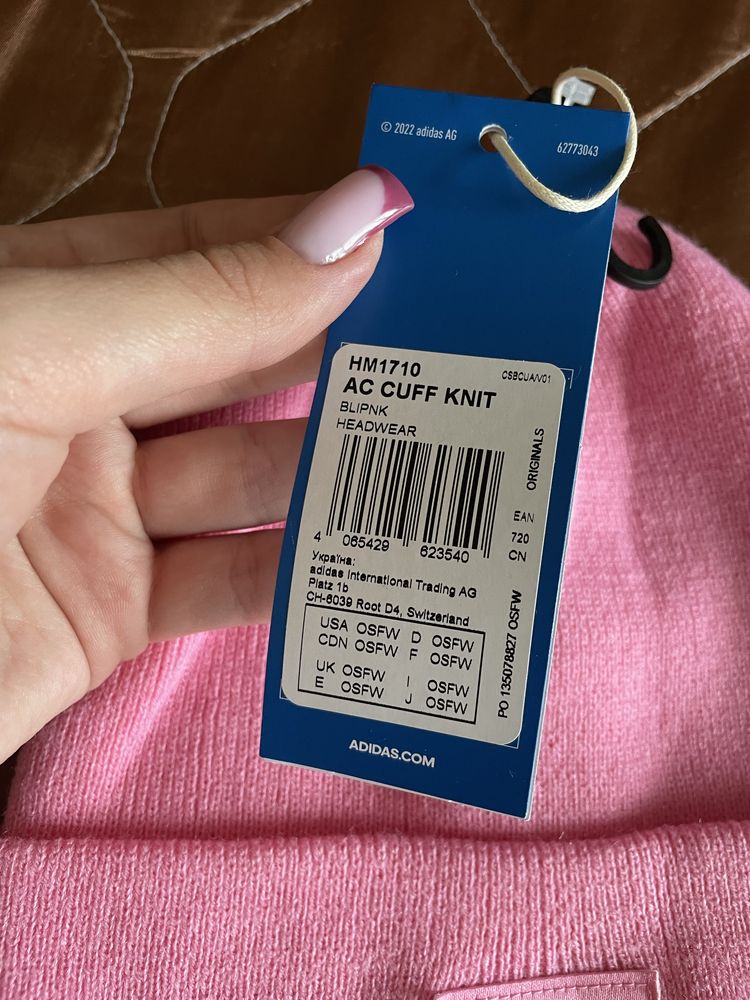 © 2022 adidas AG
62773043
HM1710
CSBCUA/V01
AC CUFF KNIT
BLIPNK
HEADWEAR
ORIGINALS
EAN
720
CN
4 065429 623540
Україна:
adidas International Trading AG
Platz 1b
CH-6039 Root D4, Switzerland
USA OSFW D OSFW
CDN OSFW F OSFW
UK OSFW I OSFW
E OSFW J OSFW
PO 135078827 OSFW
ADIDAS.COM